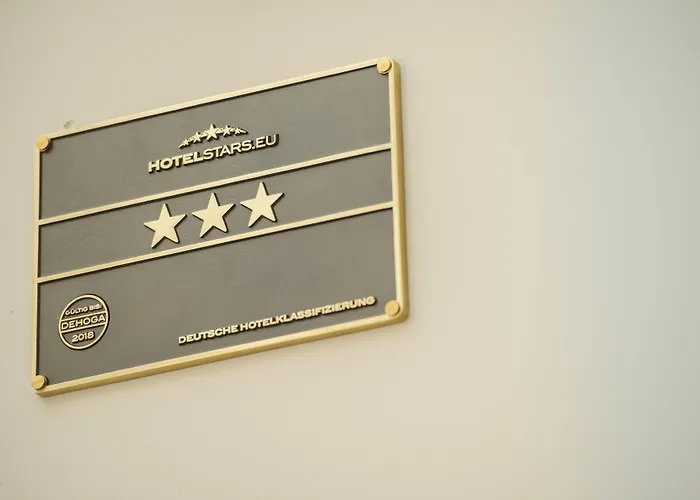 HOTELSTARS.EU
GÜLTIG BIS:
DEHOGA
2018
DEUTSCHE HOTELKLASSIFIZIERUNG